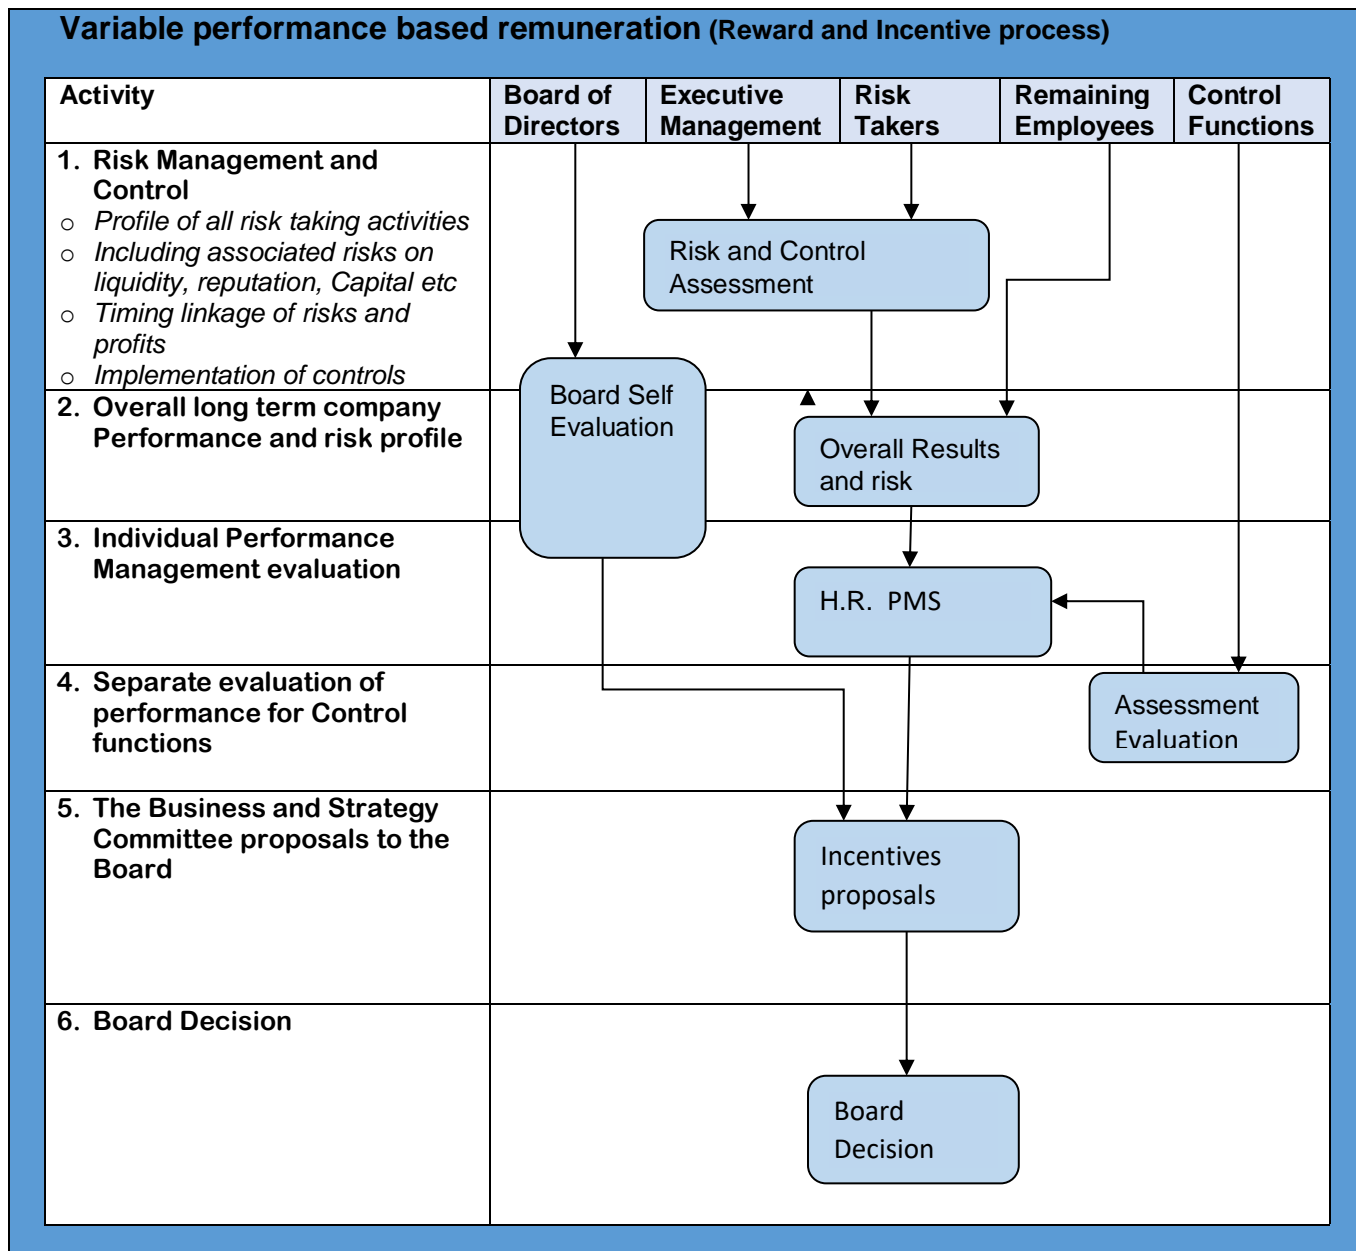 Variable performance based remuneration (Reward and Incentive process)
Activity
Board of
Directors
Executive
Management
Risk
Takers
Remaining
Employees
Control
Functions
1. Risk Management and
Control
o Profile of all risk taking activities
o Including associated risks on
liquidity, reputation, Capital etc
o Timing linkage of risks and
profits
o Implementation of controls
Risk and Control
Assessment
Board Self
Evaluation
2. Overall long term company
Performance and risk profile
Overall Results
and risk
3. Individual Performance
Management evaluation
H.R. PMS
4. Separate evaluation of
performance for Control
functions
Assessment
Evaluation
5. The Business and Strategy
Committee proposals to the
Board
Incentives
proposals
6. Board Decision
Board
Decision